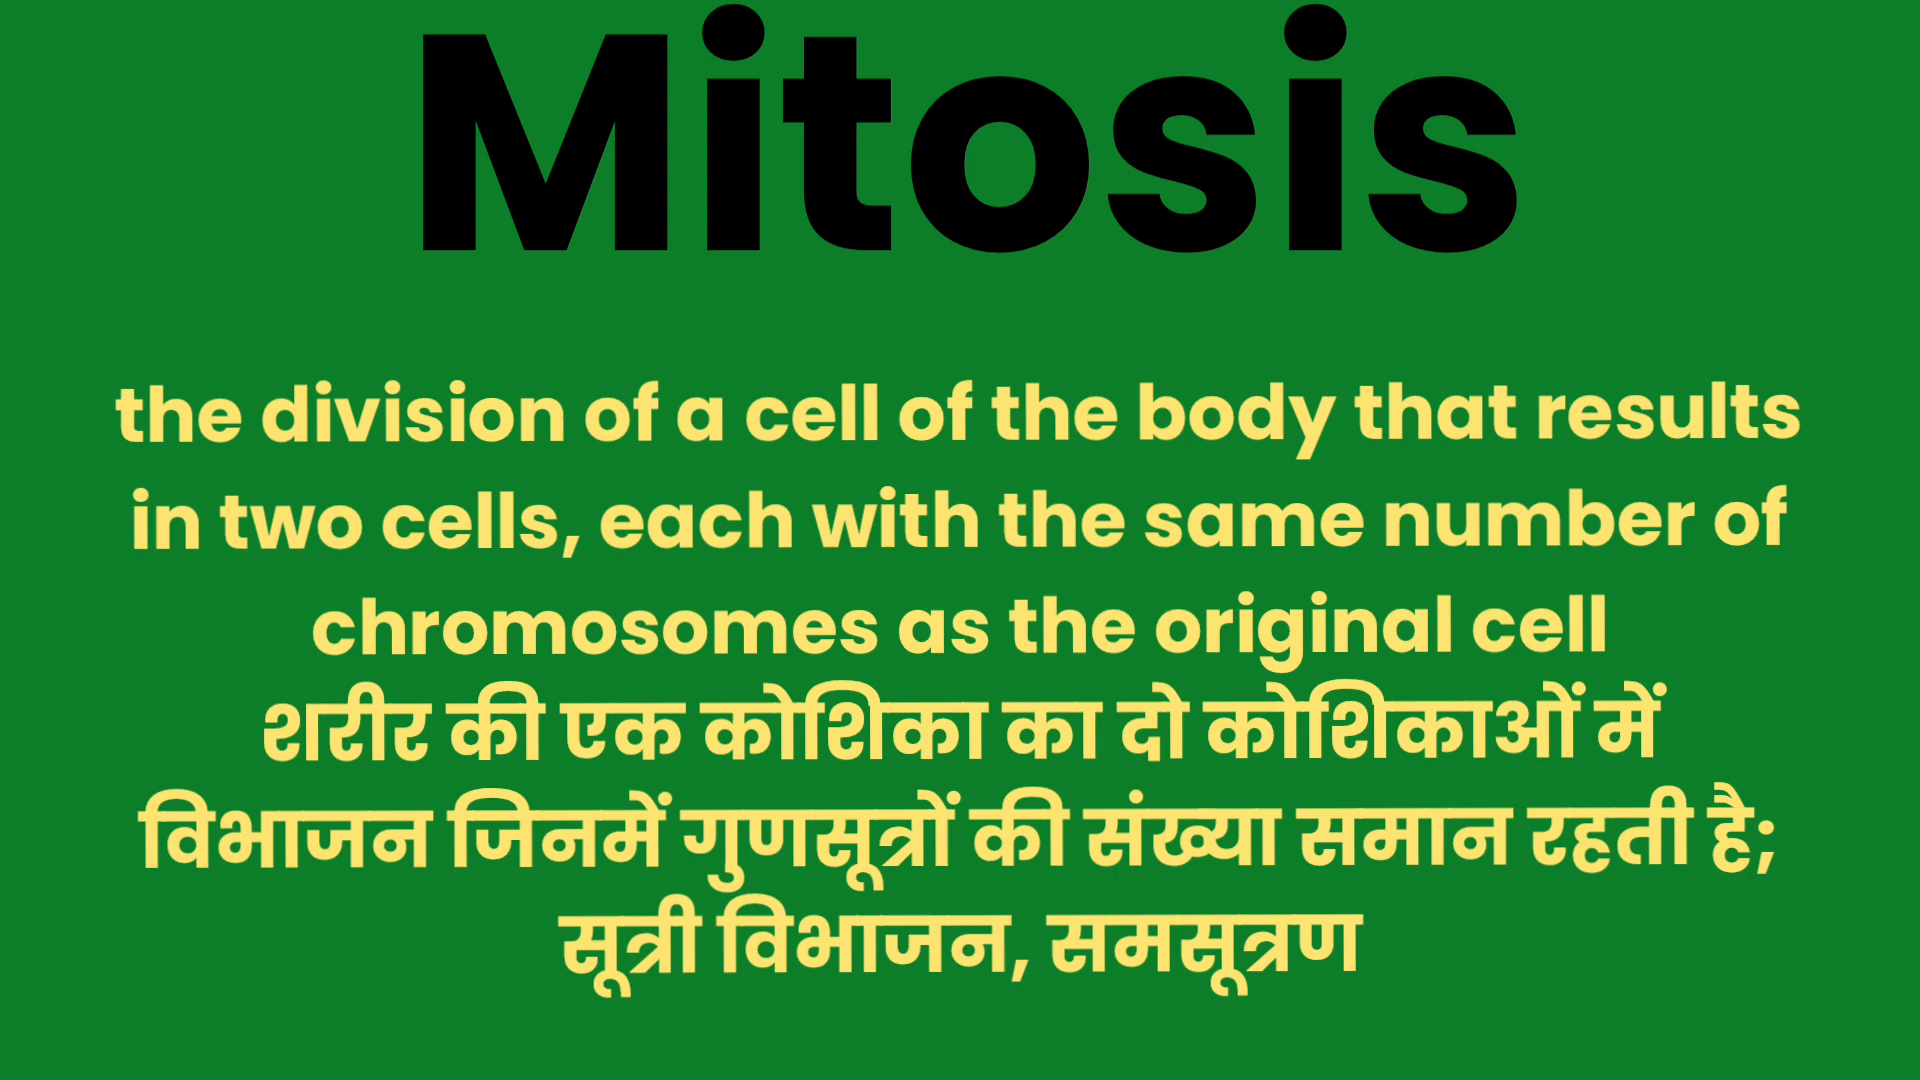 Mitosis
the division of a cell of the body that results
in two cells, each with the same number of
chromosomes as the original cell
शरीर की एक कोशिका का दो कोशिकाओं में
विभाजन जिनमें गुणसूत्रों की संख्या समान रहती है;
सूत्री विभाजन, समसूत्रण